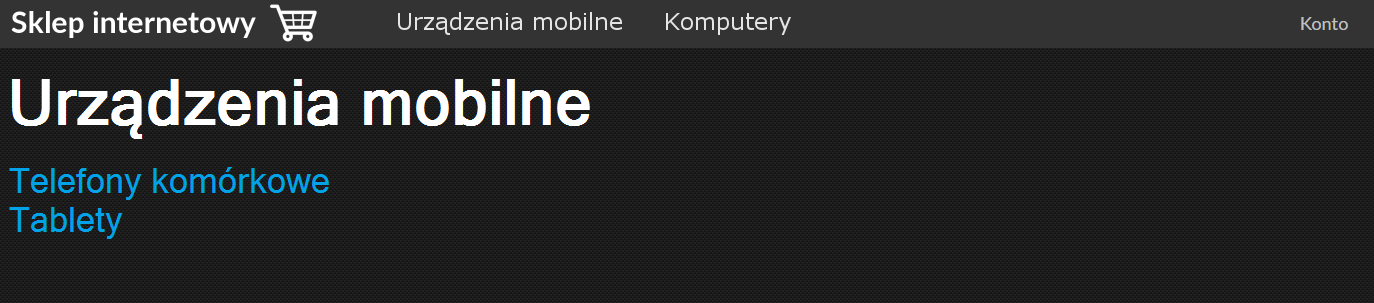 Sklep internetowy Urządzenia mobilne Komputery Konto
Urządzenia mobilne
Telefony komórkowe
Tablety